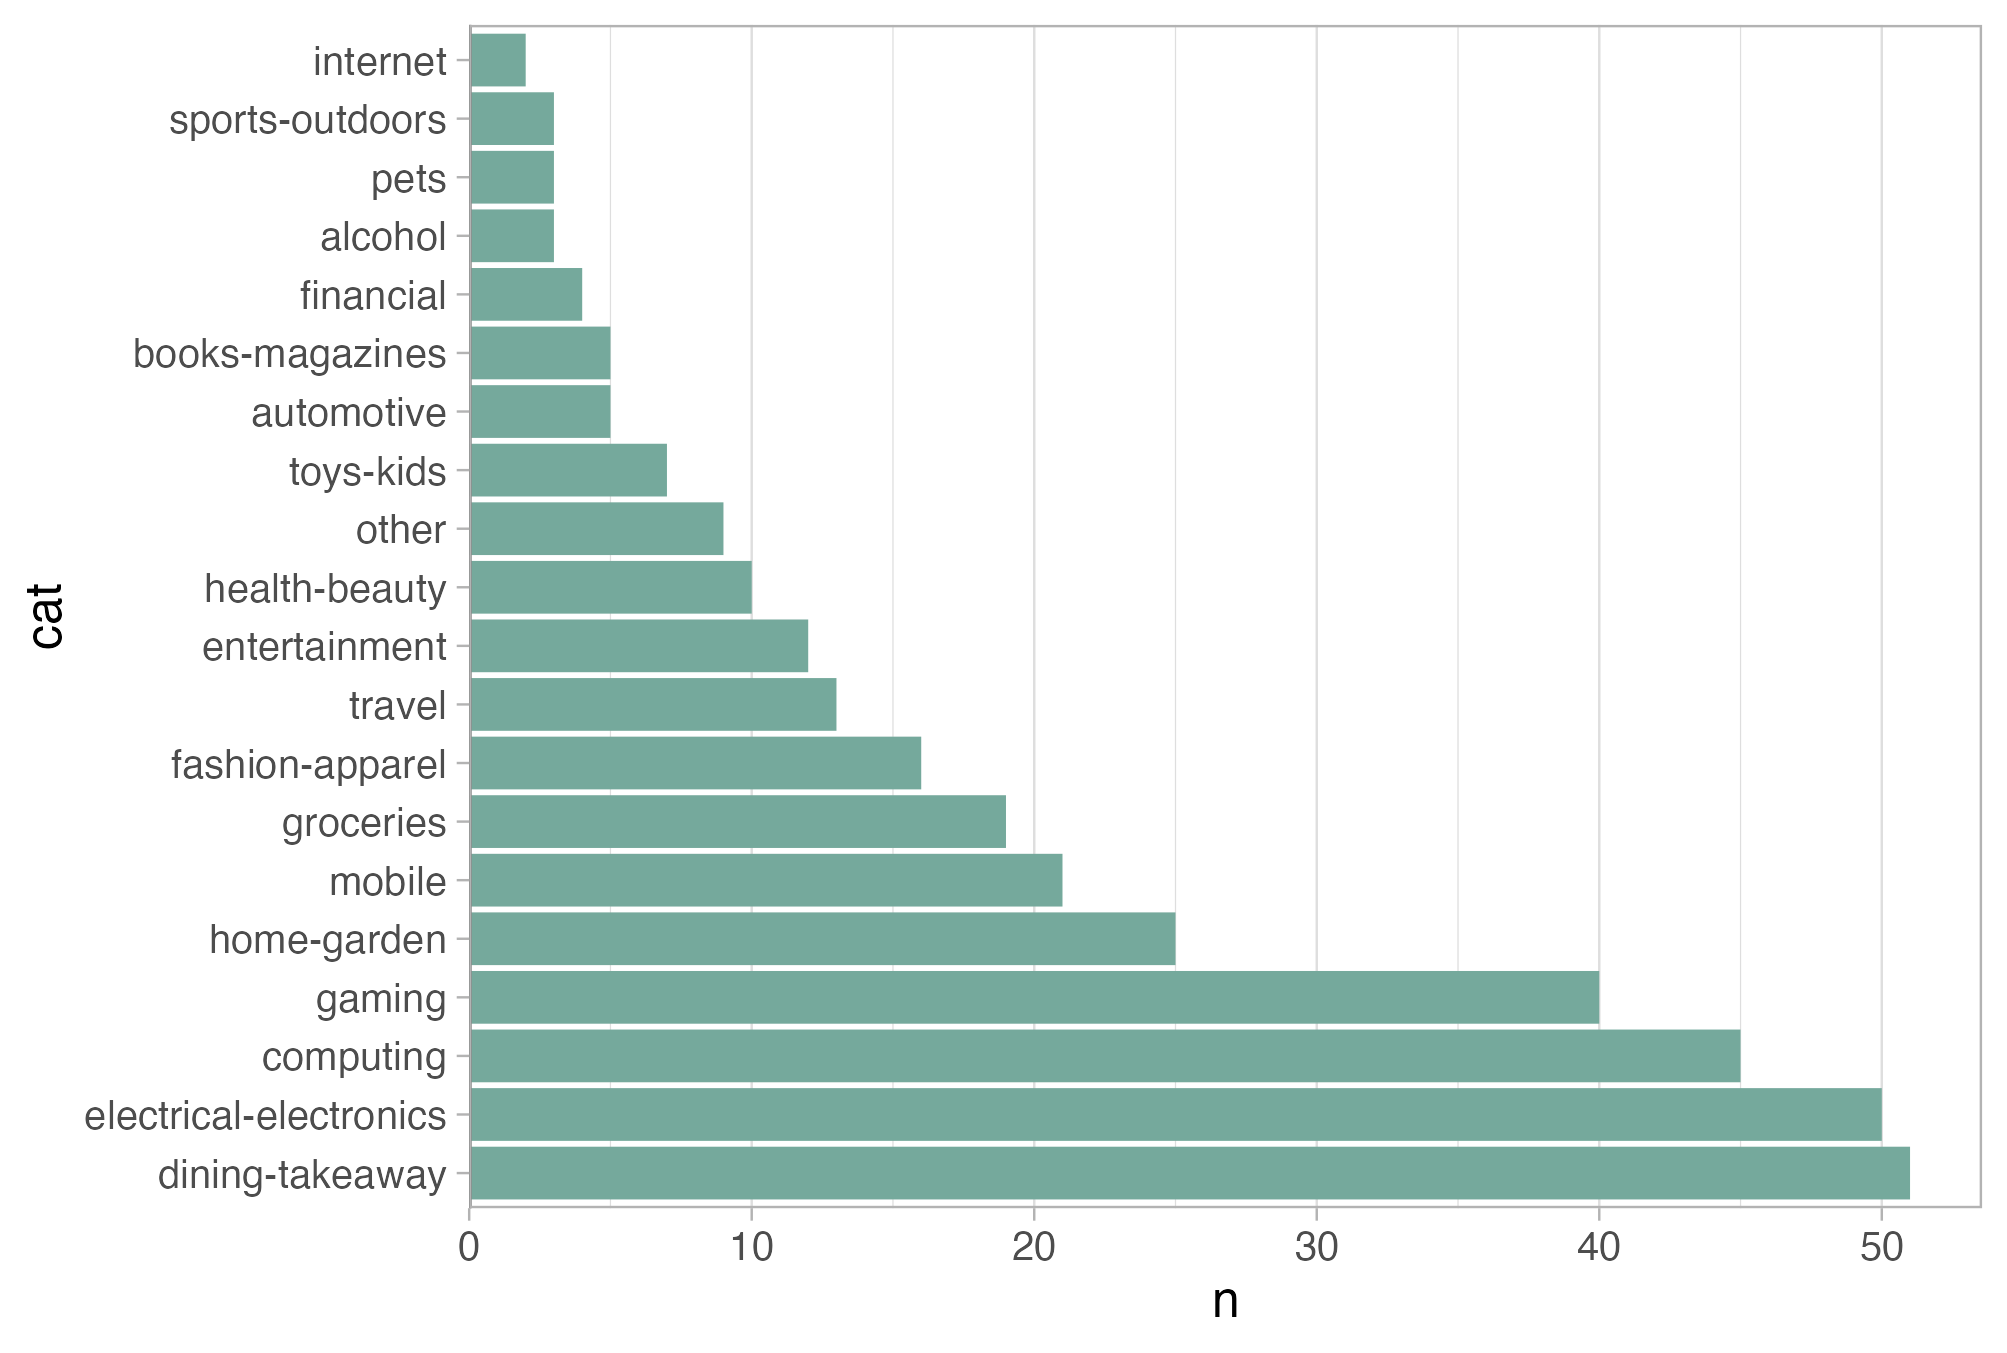 internet
sports-outdoors
pets
alcohol
financial
books-magazines
automotive
toys-kids
other
health-beauty
entertainment
travel
fashion-apparel
groceries
mobile
home-garden
gaming
computing
electrical-electronics
dining-takeaway
cat
0 10 20 30 40 50
n